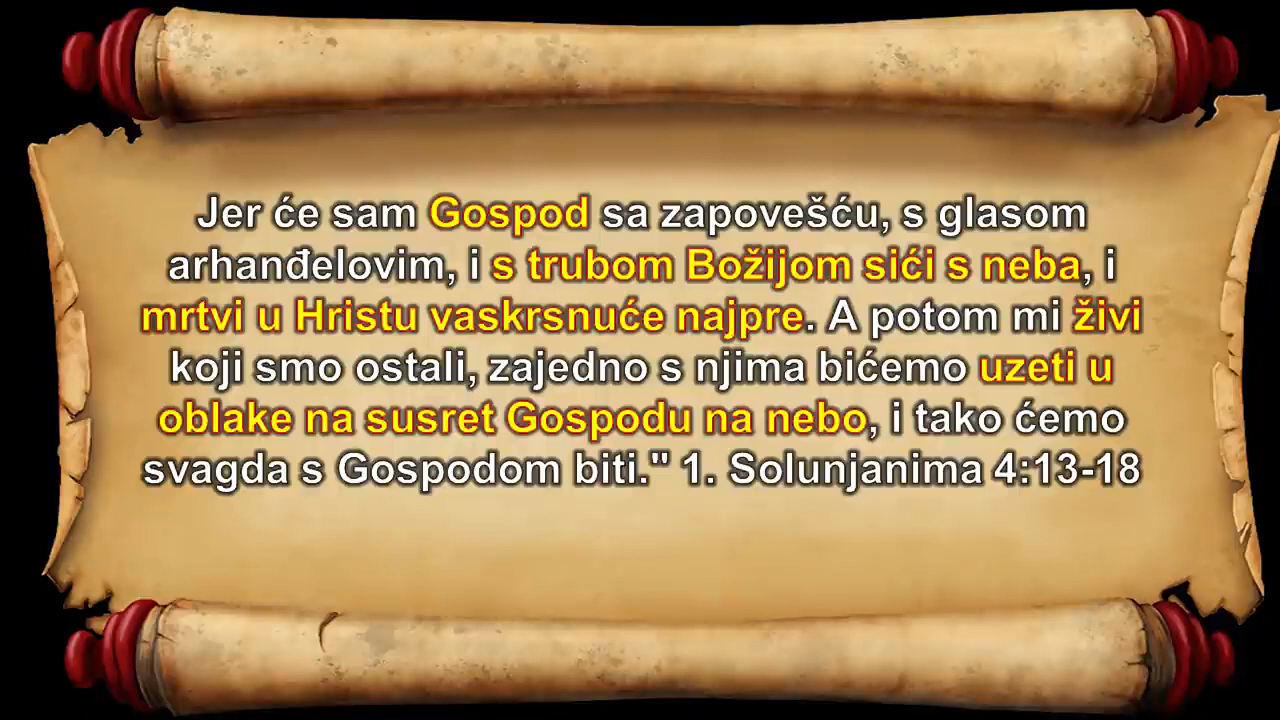 Jer će sam Gospod sa zapovešću, s glasom
arhanđelovim, i s trubom Božijom sići s neba, i
mrtvi u Hristu vaskrsnuće najpre. A potom mi živi
koji smo ostali, zajedno s njima bićemo uzeti u
oblake na susret Gospodu na nebo, i tako ćemo
svagda s Gospodom biti." 1. Solunjanima 4:13-18